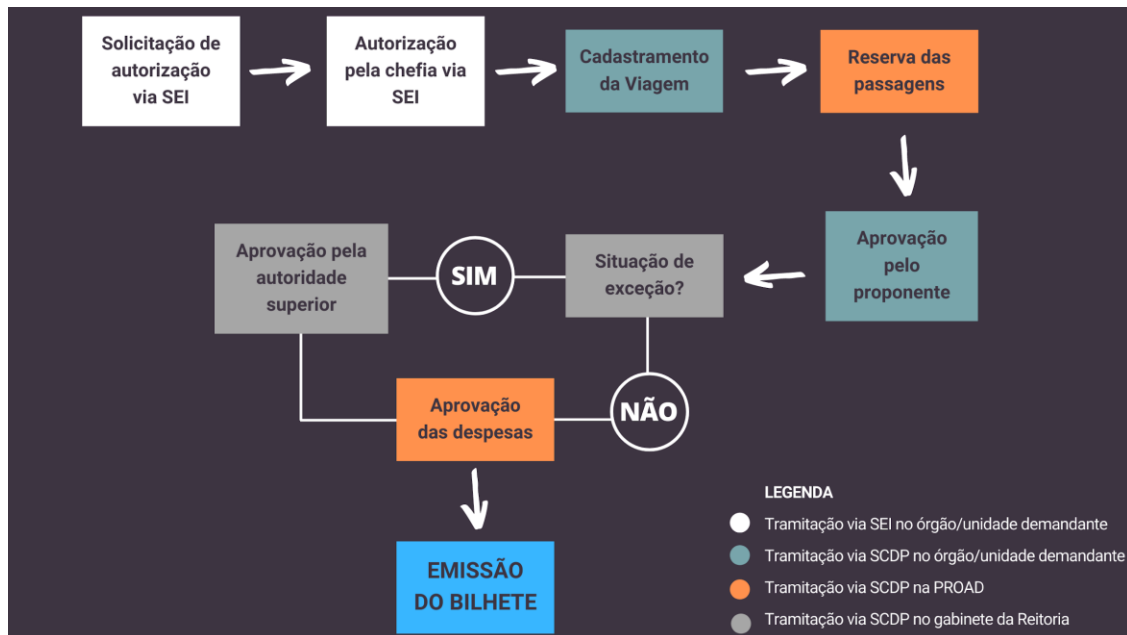 Solicitação de
autorização
via SEI
Autorização
pela chefia via
SEI
Cadastramento
da Viagem
Reserva das
passagens
Aprovação
pelo
proponente
Situação de
exceção?
SIM
Aprovação pela
autoridade
superior
NÃO
Aprovação
das despesas
EMISSÃO
DO BILHETE
LEGENDA
Tramitação via SEI no órgão/unidade demandante
Tramitação via SCDP no órgão/unidade demandante
Tramitação via SCDP na PROAD
Tramitação via SCDP no gabinete da Reitoria